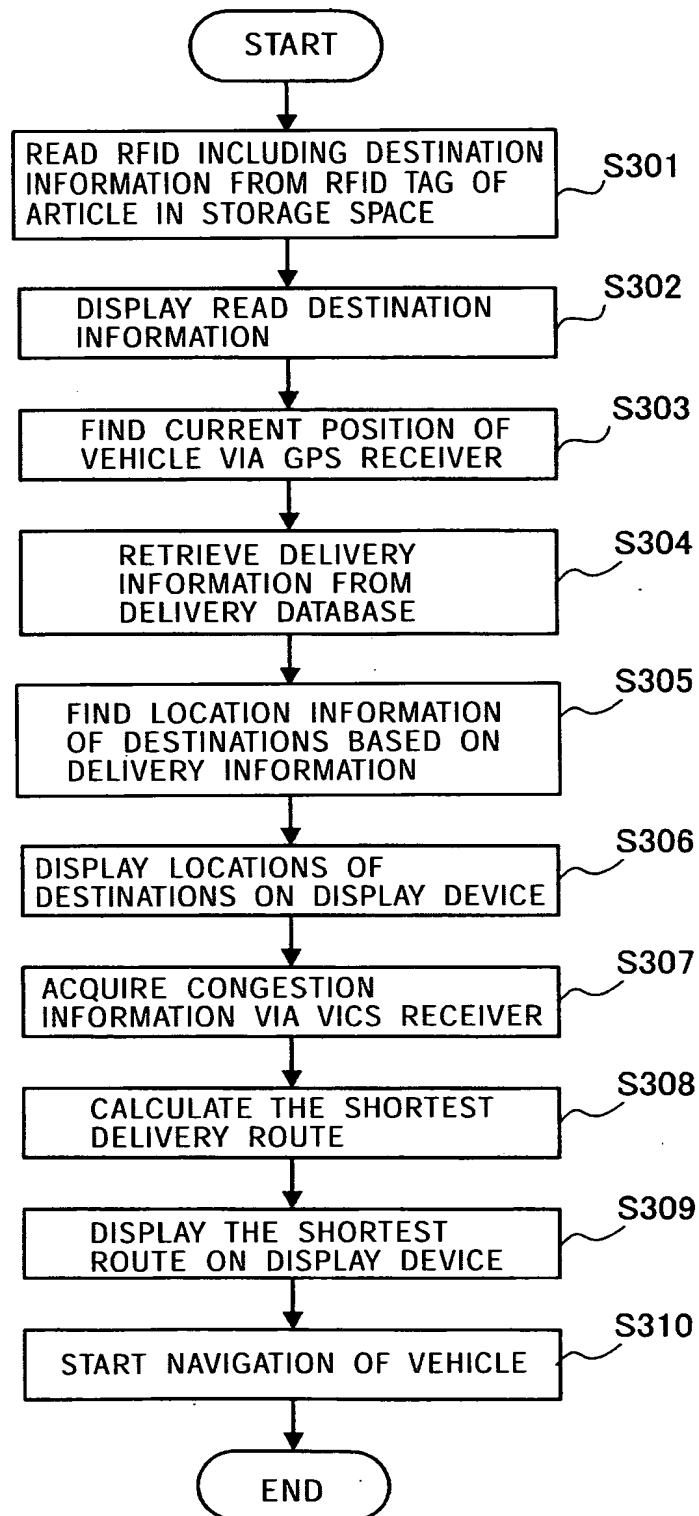 START
READ RFID INCLUDING DESTINATION
INFORMATION FROM RFID TAG OF
ARTICLE IN STORAGE SPACE
S301
DISPLAY READ DESTINATION
INFORMATION
S302
FIND CURRENT POSITION OF
VEHICLE VIA GPS RECEIVER
S303
RETRIEVE DELIVERY
INFORMATION FROM
DELIVERY DATABASE
S304
FIND LOCATION INFORMATION
OF DESTINATIONS BASED ON
DELIVERY INFORMATION
S305
DISPLAY LOCATIONS OF
DESTINATIONS ON DISPLAY DEVICE
S306
ACQUIRE CONGESTION
INFORMATION VIA VICS RECEIVER
S307
CALCULATE THE SHORTEST
DELIVERY ROUTE
S308
DISPLAY THE SHORTEST
ROUTE ON DISPLAY DEVICE
S309
START NAVIGATION OF VEHICLE
S310
END